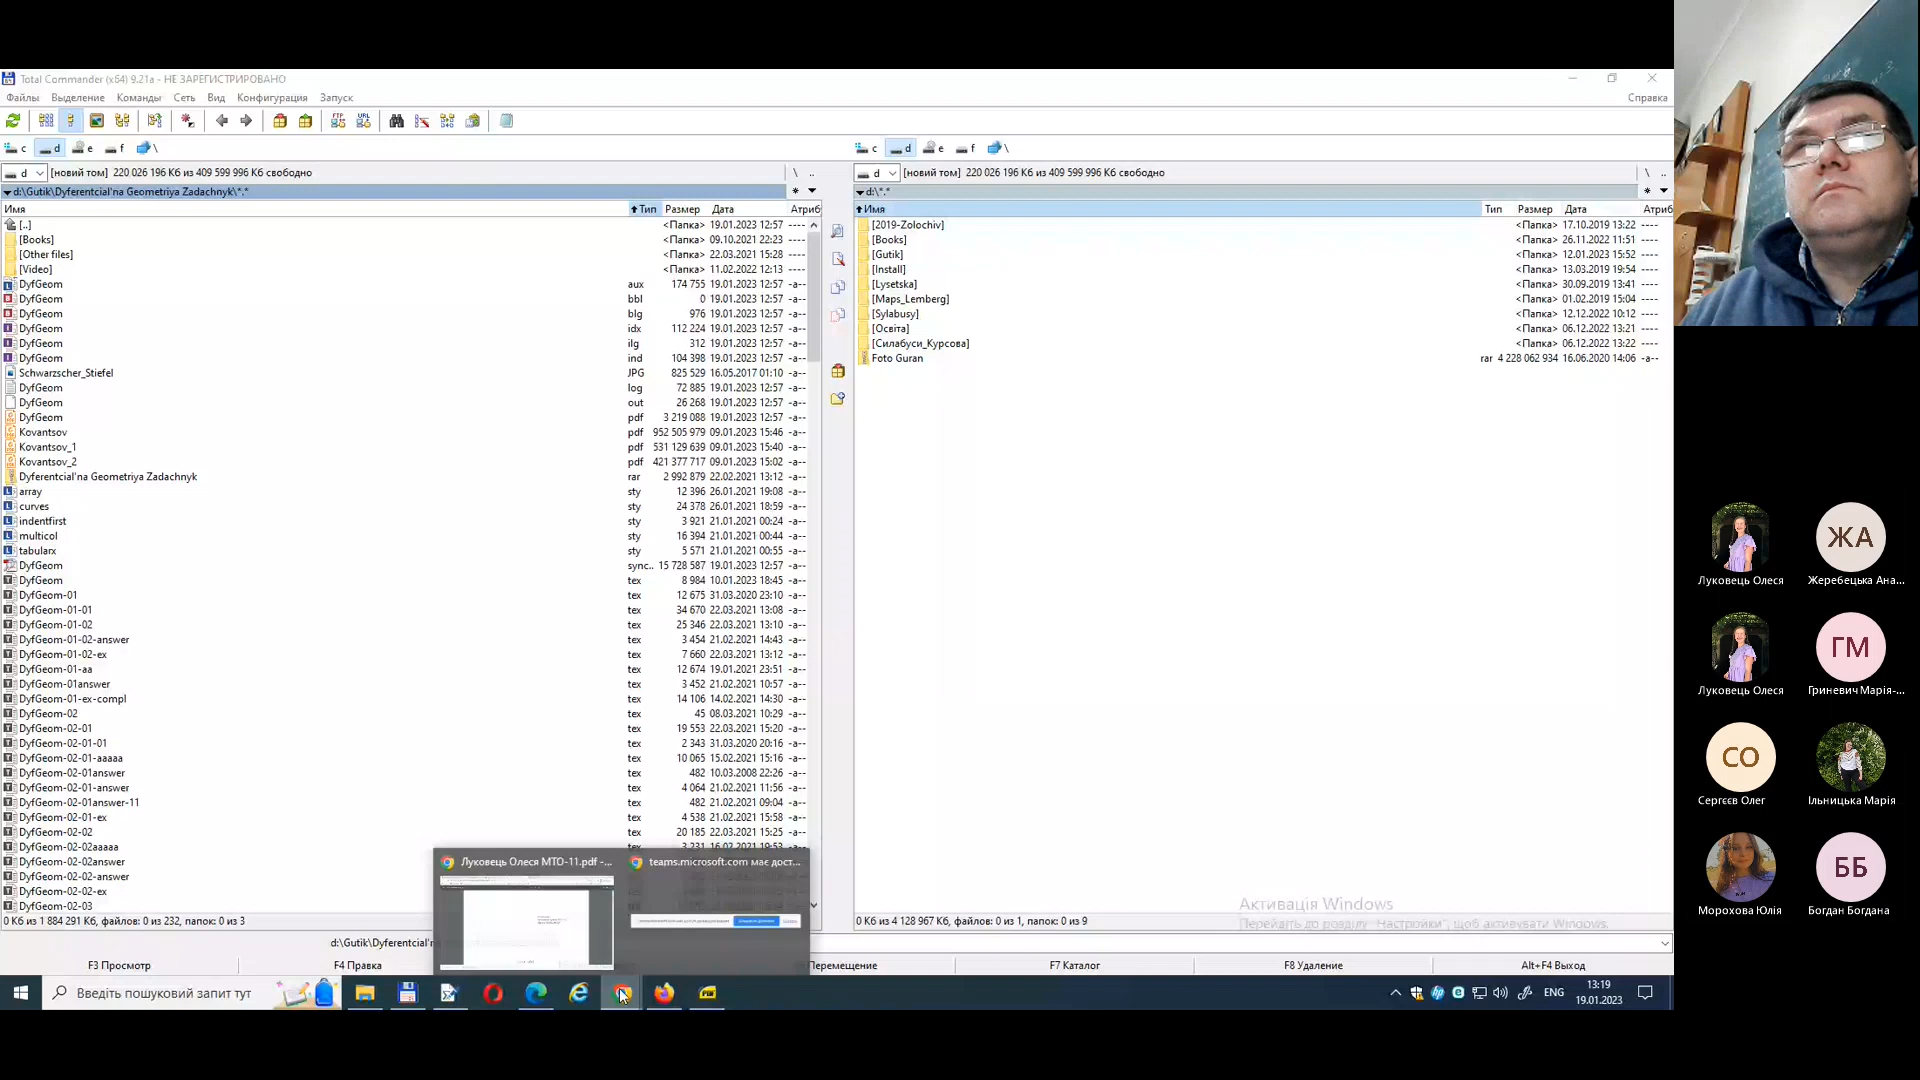 Total Commander (x64) 9.21a - НЕ ЗАРЕГИСТРИРОВАНО
Файлы Выделение Команды Сеть Вид Конфигурация Запуск Справка
c d e f \ c d e f \
d [новий том] 220 026 196 Кб из 409 599 996 Кб свободно \ .. d [новий том] 220 026 196 Кб из 409 599 996 Кб свободно \ ..
d:\Gutik\Dyferentcial'na Geometriya Zadachnyk\*.* * d:\*.* *
Имя Тип Размер Дата Атриб
[..] <Папка> 19.01.2023 12:57 ----
[Books] <Папка> 09.10.2021 22:23 ----
[Other files] <Папка> 22.03.2021 15:28 ----
[Video] <Папка> 11.02.2022 12:13 ----
DyfGeom aux 174 755 19.01.2023 12:57 -a--
DyfGeom bbl 0 19.01.2023 12:57 -a--
DyfGeom blg 976 19.01.2023 12:57 -a--
DyfGeom idx 112 224 19.01.2023 12:57 -a--
DyfGeom ilg 312 19.01.2023 12:57 -a--
DyfGeom ind 104 398 19.01.2023 12:57 -a--
Schwarzscher_Stiefel JPG 825 529 16.05.2017 01:10 -a--
DyfGeom log 72 885 19.01.2023 12:57 -a--
DyfGeom out 26 268 19.01.2023 12:57 -a--
DyfGeom pdf 3 219 088 19.01.2023 12:57 -a--
Kovantsov pdf 952 505 979 09.01.2023 15:46 -a--
Kovantsov_1 pdf 531 129 639 09.01.2023 15:40 -a--
Kovantsov_2 pdf 421 377 717 09.01.2023 15:02 -a--
Dyferentcial'na Geometriya Zadachnyk rar 2 992 879 22.02.2021 13:12 -a--
array sty 12 396 26.01.2021 19:08 -a--
curves sty 24 378 26.01.2021 18:59 -a--
indentfirst sty 3 921 21.01.2021 00:24 -a--
multicol sty 16 394 21.01.2021 00:44 -a--
tabularx sty 5 571 21.01.2021 00:55 -a--
DyfGeom sync.. 15 728 587 19.01.2023 12:57 -a--
DyfGeom tex 8 984 10.01.2023 18:45 -a--
DyfGeom-01 tex 12 675 31.03.2020 23:10 -a--
DyfGeom-01-01 tex 34 670 22.03.2021 13:08 -a--
DyfGeom-01-02 tex 25 346 22.03.2021 13:10 -a--
DyfGeom-01-02-answer tex 3 454 21.02.2021 14:43 -a--
DyfGeom-01-02-ex tex 7 660 22.03.2021 13:12 -a--
DyfGeom-01-aa tex 12 674 19.01.2021 23:51 -a--
DyfGeom-01answer tex 3 452 21.02.2021 10:57 -a--
DyfGeom-01-ex-compl tex 14 106 14.02.2021 14:30 -a--
DyfGeom-02 tex 45 08.03.2021 10:29 -a--
DyfGeom-02-01 tex 19 553 22.03.2021 15:20 -a--
DyfGeom-02-01-01 tex 2 343 31.03.2020 20:16 -a--
DyfGeom-02-01-aaaaa tex 10 065 15.02.2021 15:16 -a--
DyfGeom-02-01answer tex 482 10.03.2008 22:26 -a--
DyfGeom-02-01-answer tex 4 064 21.02.2021 11:56 -a--
DyfGeom-02-01answer-11 tex 482 21.02.2021 09:04 -a--
DyfGeom-02-01-ex tex 4 538 21.02.2021 15:58 -a--
DyfGeom-02-02 tex 20 185 22.03.2021 15:25 -a--
DyfGeom-02-02aaaaa tex 3 231 16.02.2021 19:53 -a--
DyfGeom-02-02answer
DyfGeom-02-02-answer
DyfGeom-02-02-ex
DyfGeom-02-03
0 Кб из 1 884 291 Кб, файлов: 0 из 232, папок: 0 из 3
Имя Тип Размер Дата Атриб
[2019-Zolochiv] <Папка> 17.10.2019 13:22 ----
[Books] <Папка> 26.11.2022 11:51 ----
[Gutik] <Папка> 12.01.2023 15:52 ----
[Install] <Папка> 13.03.2019 19:54 ----
[Lysetska] <Папка> 30.09.2019 13:41 ----
[Maps_Lemberg] <Папка> 01.02.2019 15:04 ----
[Sylabusy] <Папка> 12.12.2022 10:12 ----
[Освіта] <Папка> 06.12.2022 13:21 ----
[Силабуси_Курсова] <Папка> 06.12.2022 13:22 ----
Foto Guran rar 4 228 062 934 16.06.2020 14:06 -a--
Активація Windows
Перейдіть до розділу "Настройки", щоб активувати Windows.
0 Кб из 4 128 967 Кб, файлов: 0 из 1, папок: 0 из 9
Луковець Олеся МТО-11.pdf -... teams.microsoft.com має дост...
d:\Gutik\Dyferentcial'n
F3 Просмотр F4 Правка Перемещение F7 Каталог F8 Удаление Alt+F4 Выход
Введіть пошуковий запит тут ENG 13:19
19.01.2023
Луковець Олеся Жеребецька Ана...
ЖА
Луковець Олеся Гриневич Марія-...
ГМ
СО
Сергєєв Олег Ільницька Марія
ББ
Морохова Юлія Богдан Богдана